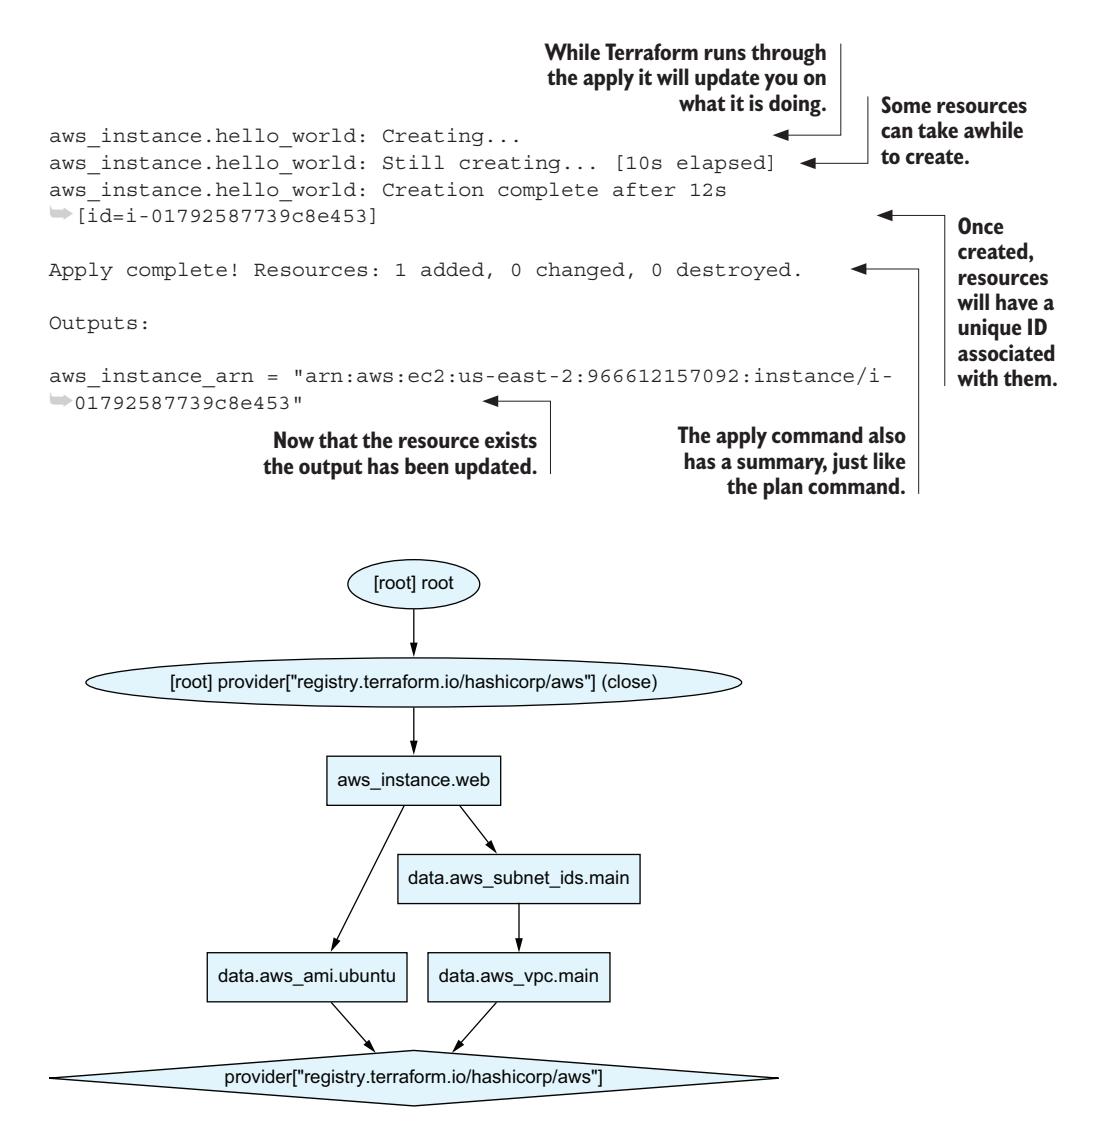 While Terraform runs through
the apply it will update you on
what it is doing.
Some resources
can take awhile
to create.
aws_instance.hello_world: Creating...
aws_instance.hello_world: Still creating... [10s elapsed]
aws_instance.hello_world: Creation complete after 12s
➥[id=i-01792587739c8e453]
Once
created,
resources
will have a
unique ID
associated
with them.
Apply complete! Resources: 1 added, 0 changed, 0 destroyed.
Outputs:
aws_instance_arn = "arn:aws:ec2:us-east-2:966612157092:instance/i-
➥01792587739c8e453"
Now that the resource exists
the output has been updated.
The apply command also
has a summary, just like
the plan command.
[root] root
[root] provider["registry.terraform.io/hashicorp/aws"] (close)
aws_instance.web
data.aws_subnet_ids.main
data.aws_ami.ubuntu
data.aws_vpc.main
provider["registry.terraform.io/hashicorp/aws"]